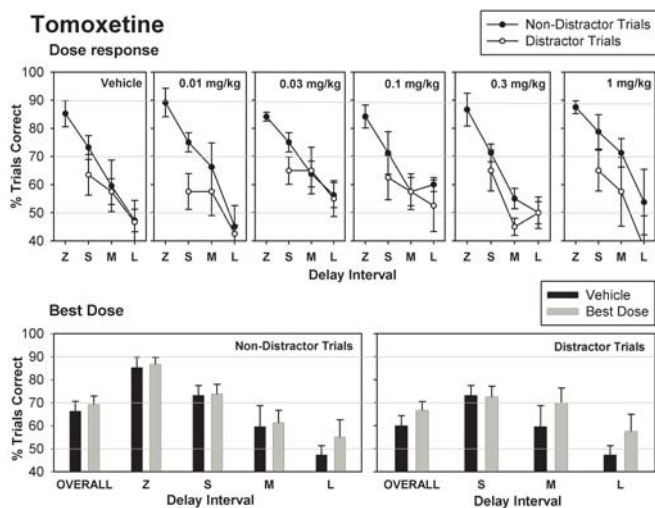 Tomoxetine
Dose response
Non-Distractor Trials
Distractor Trials
Vehicle
0.01 mg/kg
0.03 mg/kg
0.1 mg/kg
0.3 mg/kg
1 mg/kg
% Trials Correct
100
90
80
70
60
50
40
Z S M L Z S M L Z S M L Z S M L Z S M L Z S M L
Delay Interval
Best Dose
Vehicle
Best Dose
Non-Distractor Trials
Distractor Trials
% Trials Correct
100
90
80
70
60
50
40
OVERALL Z S M L OVERALL S M L
Delay Interval Delay Interval